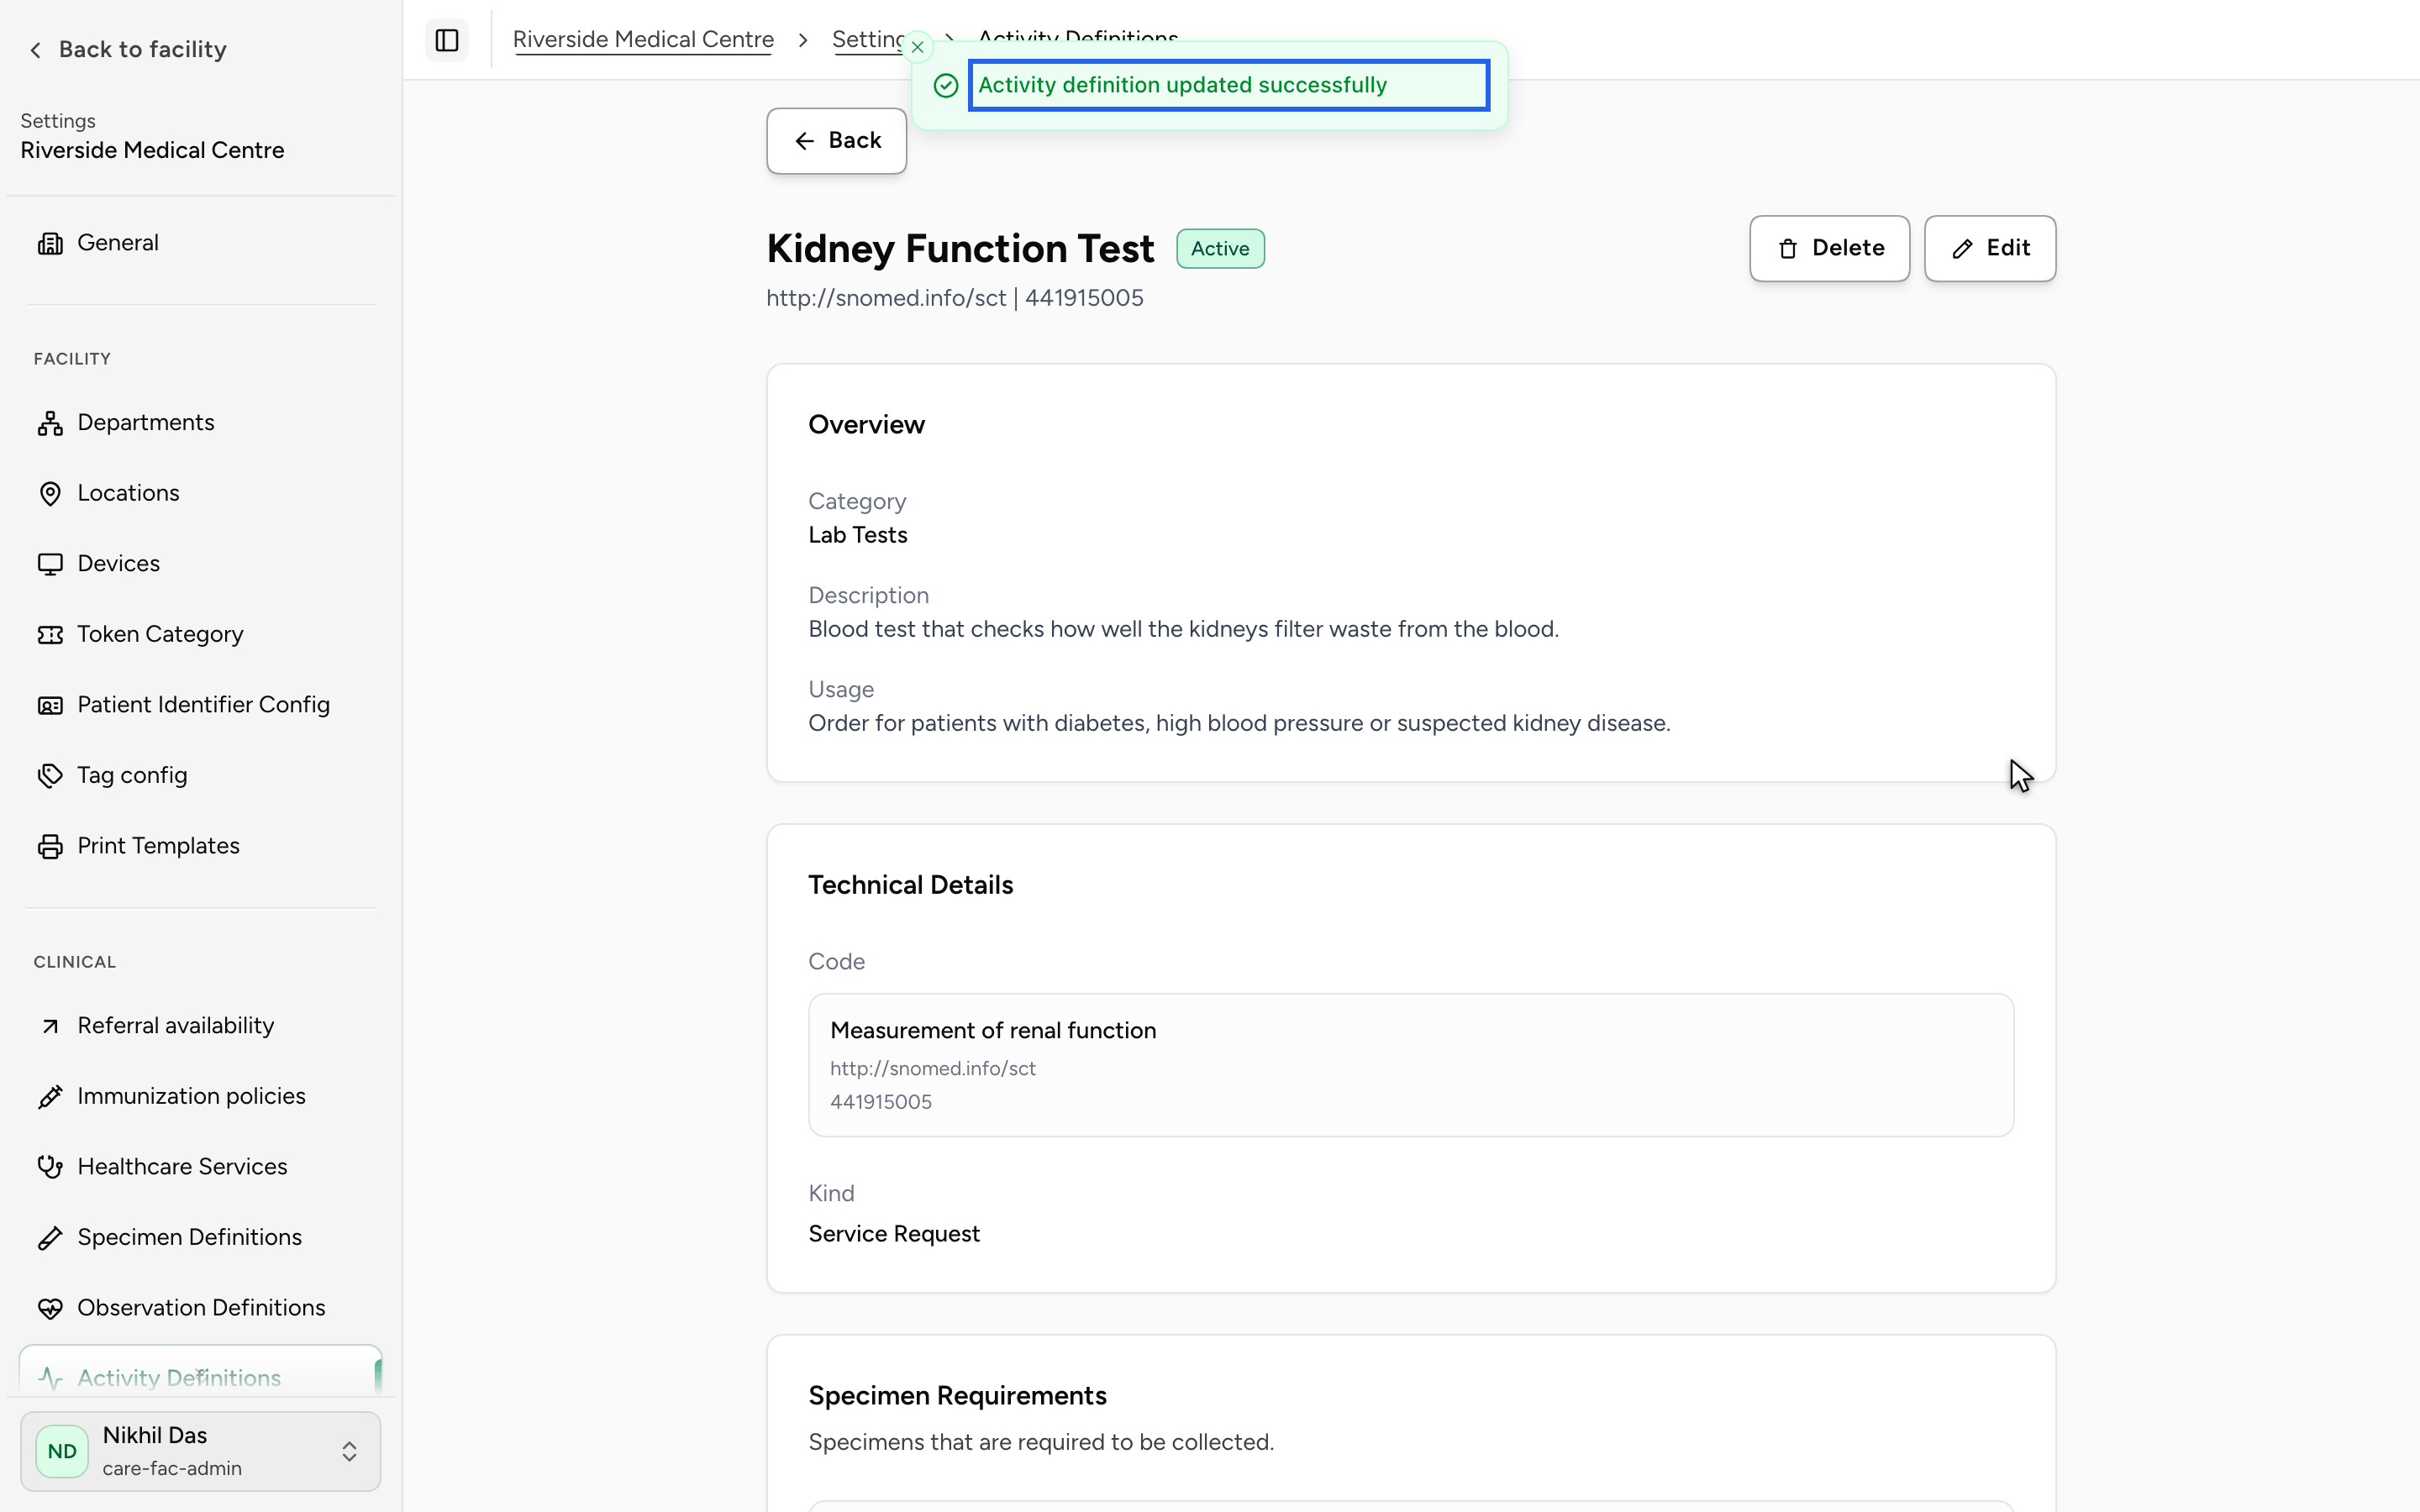 Back to facility
Settings
Riverside Medical Centre
General
FACILITY
Departments
Locations
Devices
Token Category
Patient Identifier Config
Tag config
Print Templates
CLINICAL
Referral availability
Immunization policies
Healthcare Services
Specimen Definitions
Observation Definitions
Activity Definitions
ND
Nikhil Das
care-fac-admin
Riverside Medical Centre > Setting > Activity Definitions
Activity definition updated successfully
Back
Kidney Function Test Active
http://snomed.info/sct | 441915005
Delete
Edit
Overview
Category
Lab Tests
Description
Blood test that checks how well the kidneys filter waste from the blood.
Usage
Order for patients with diabetes, high blood pressure or suspected kidney disease.
Technical Details
Code
Measurement of renal function
http://snomed.info/sct
441915005
Kind
Service Request
Specimen Requirements
Specimens that are required to be collected.